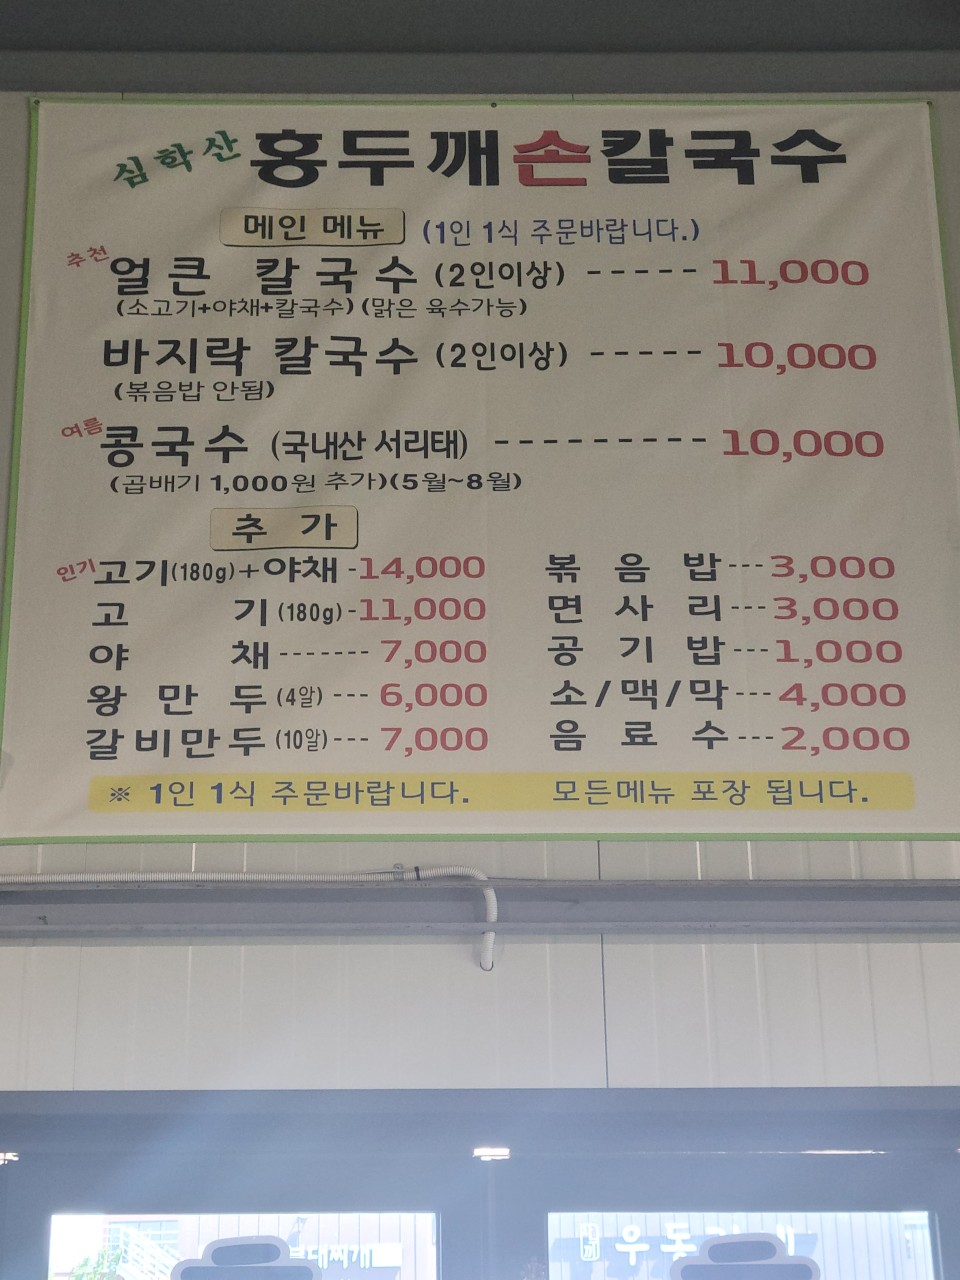 심학산 홍두깨손칼국수
메인 메뉴 (1인 1식 주문바랍니다.)
추천 얼큰 칼국수 (2인이상) ----- 11,000
(소고기+야채+칼국수) (맑은 육수가능)
바지락 칼국수 (2인이상) ----- 10,000
(볶음밥 안됨)
여름 콩국수 (국내산 서리태) ---------- 10,000
(곱배기 1,000원 추가)(5월~8월)
추 가
인기 고기(180g)+야채 -14,000
고 기 (180g) -11,000
야 채 ------- 7,000
왕 만 두 (4알) --- 6,000
갈비만두 (10알) --- 7,000
볶 음 밥 --- 3,000
면 사 리 --- 3,000
공 기 밥 --- 1,000
소/맥/막 --- 4,000
음 료 수 --- 2,000
※ 1인 1식 주문바랍니다. 모든메뉴 포장 됩니다.